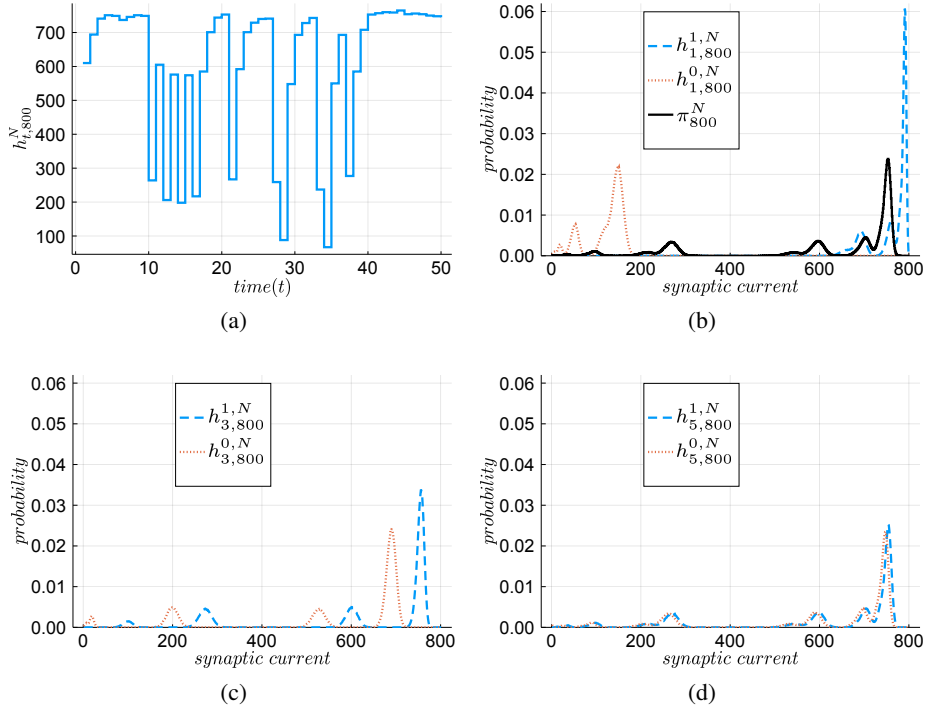 700
600
500
400
300
200
100
h^N_{t,800}
0 10 20 30 40 50
time(t)
(a)
0.06
0.05
0.04
0.03
0.02
0.01
0.00
probability
h^{1,N}_{1,800}
h^{0,N}_{1,800}
π^N_{800}
0 200 400 600 800
synaptic current
(b)
0.06
0.05
0.04
0.03
0.02
0.01
0.00
probability
h^{1,N}_{3,800}
h^{0,N}_{3,800}
0 200 400 600 800
synaptic current
(c)
0.06
0.05
0.04
0.03
0.02
0.01
0.00
probability
h^{1,N}_{5,800}
h^{0,N}_{5,800}
0 200 400 600 800
synaptic current
(d)